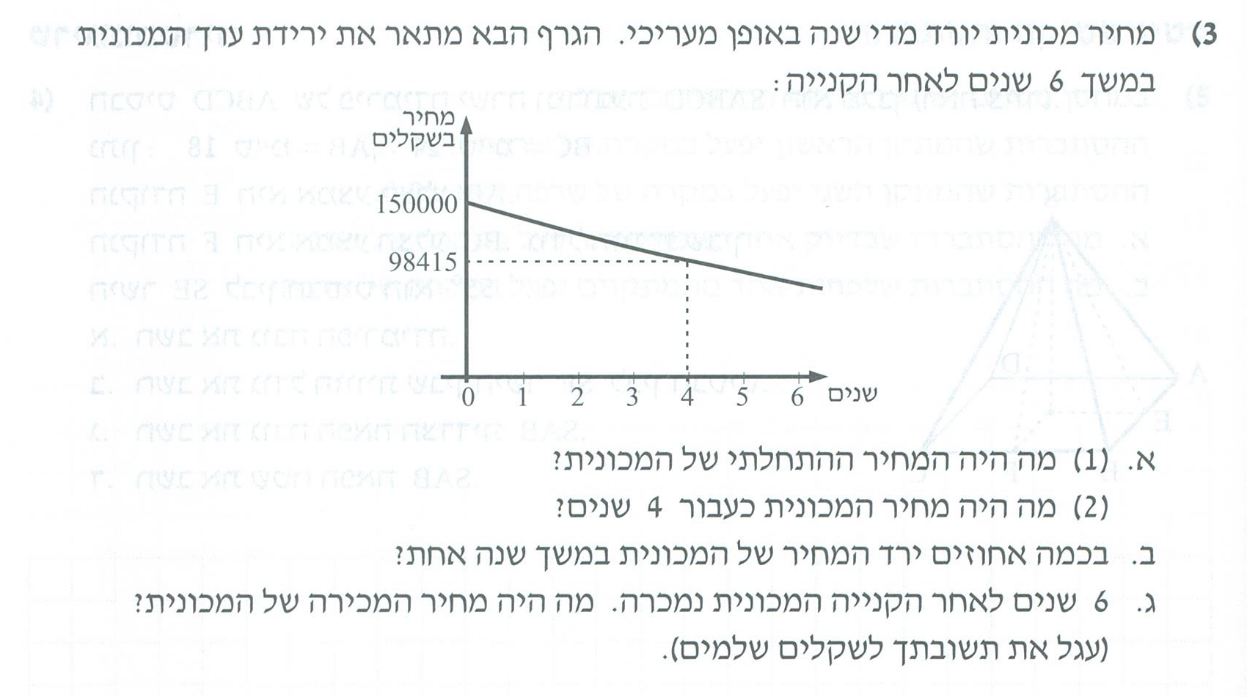 3) מחיר מכונית יורד מדי שנה באופן מעריכי. הגרף הבא מתאר את ירידת ערך המכונית
במשך 6 שנים לאחר הקנייה:
מחיר
בשקלים
150000
98415
0 1 2 3 4 5 6 שנים
א. (1) מה היה המחיר ההתחלתי של המכונית?
(2) מה היה מחיר המכונית כעבור 4 שנים?
ב. בכמה אחוזים ירד המחיר של המכונית במשך שנה אחת?
ג. 6 שנים לאחר הקנייה המכונית נמכרה. מה היה מחיר המכירה של המכונית?
(עגל את תשובתך לשקלים שלמים).